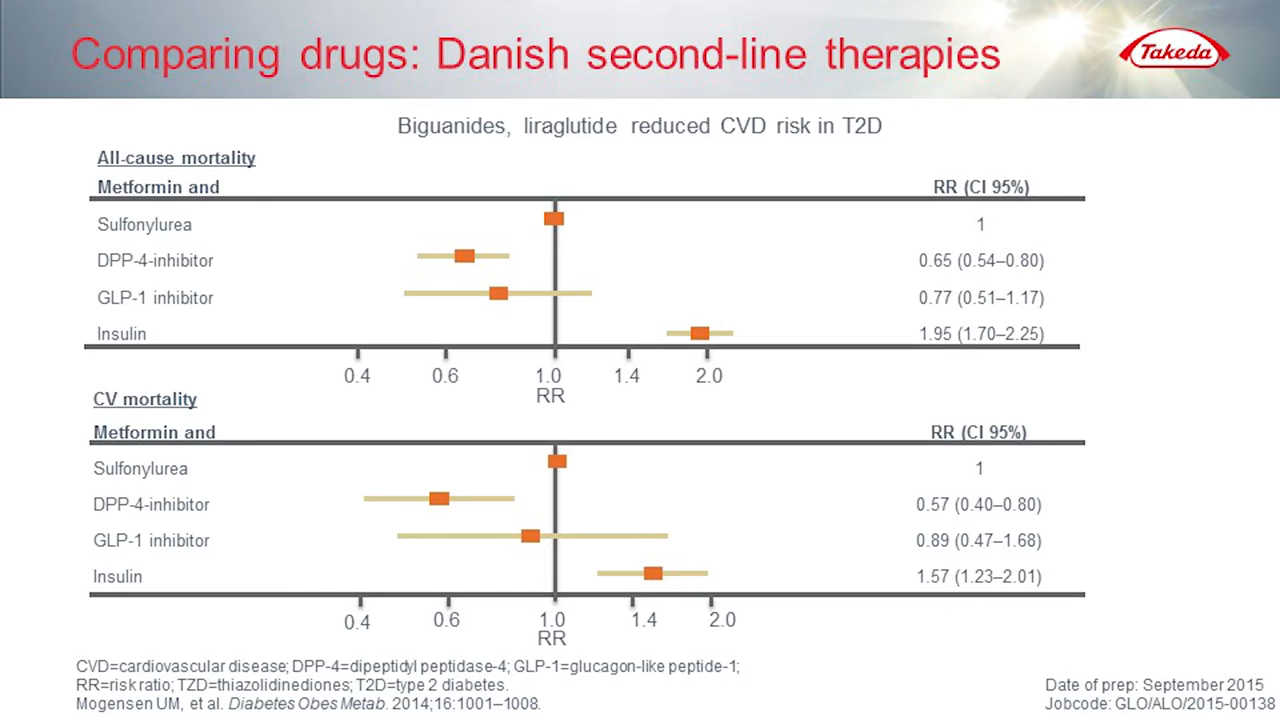 Comparing drugs: Danish second-line therapies
Takeda
Biguanides, liraglutide reduced CVD risk in T2D
All-cause mortality
Metformin and RR (CI 95%)
Sulfonylurea 1
DPP-4-inhibitor 0.65 (0.54–0.80)
GLP-1 inhibitor 0.77 (0.51–1.17)
Insulin 1.95 (1.70–2.25)
0.4 0.6 1.0 1.4 2.0
RR
CV mortality
Metformin and RR (CI 95%)
Sulfonylurea 1
DPP-4-inhibitor 0.57 (0.40–0.80)
GLP-1 inhibitor 0.89 (0.47–1.68)
Insulin 1.57 (1.23–2.01)
0.4 0.6 1.0 1.4 2.0
RR
CVD=cardiovascular disease; DPP-4=dipeptidyl peptidase-4; GLP-1=glucagon-like peptide-1;
RR=risk ratio; TZD=thiazolidinediones; T2D=type 2 diabetes.
Mogensen UM, et al. Diabetes Obes Metab. 2014;16:1001–1008.
Date of prep: September 2015
Jobcode: GLO/ALO/2015-00138